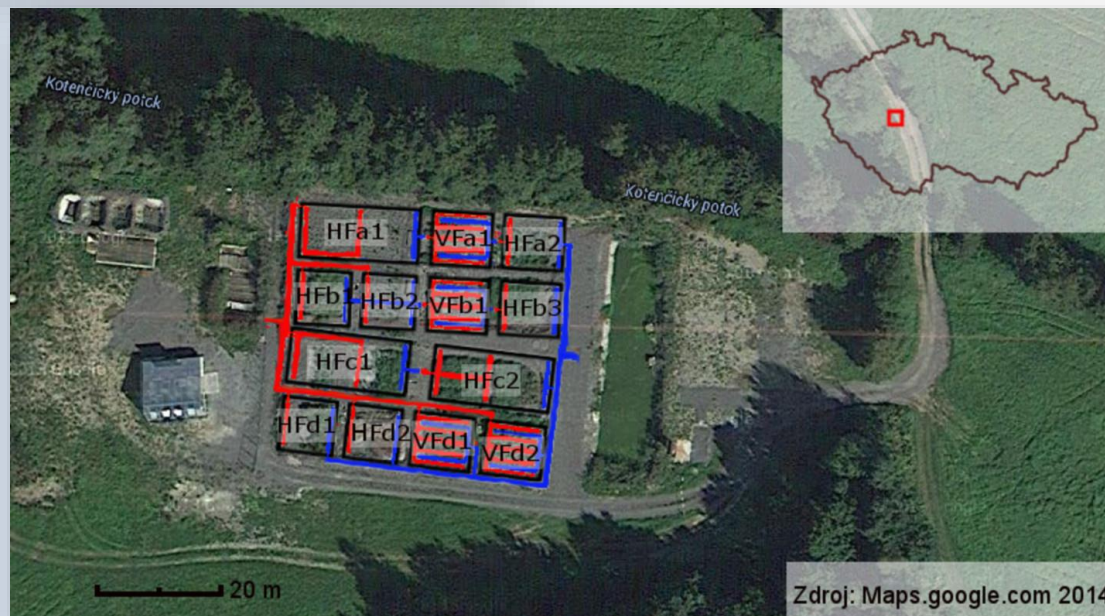 Kotenčický potok
Kotenčický potok
HFa1
VFa1
HFa2
HFb1
HFb2
VFb1
HFb3
HFc1
HFc2
HFd1
HFd2
VFd1
VFd2
20 m
Zdroj: Maps.google.com 2014